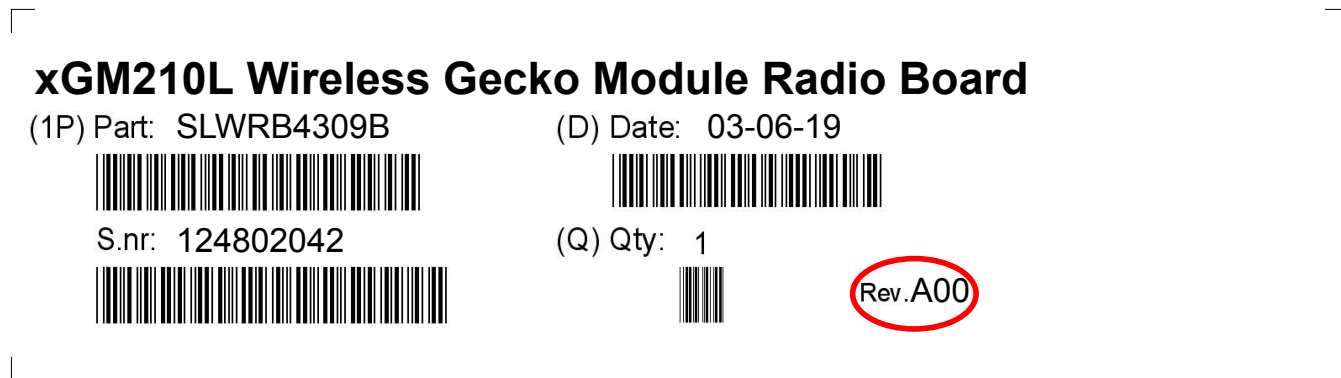 xGM210L Wireless Gecko Module Radio Board
(1P) Part: SLWRB4309B
(D) Date: 03-06-19
S.nr: 124802042
(Q) Qty: 1
Rev.A00